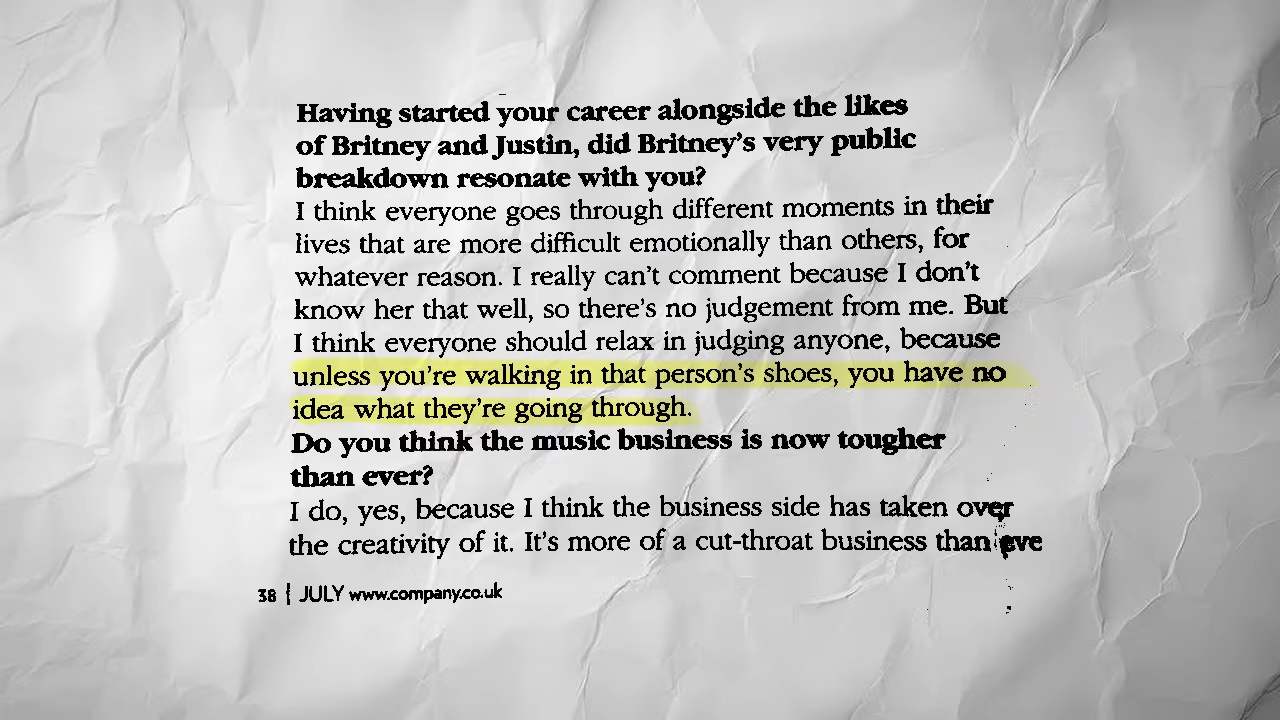 Having started your career alongside the likes
of Britney and Justin, did Britney's very public
breakdown resonate with you?
I think everyone goes through different moments in their
lives that are more difficult emotionally than others, for
whatever reason. I really can't comment because I don't
know her that well, so there's no judgement from me. But
I think everyone should relax in judging anyone, because
unless you're walking in that person's shoes, you have no
idea what they're going through.
Do you think the music business is now tougher
than ever?
I do, yes, because I think the business side has taken over
the creativity of it. It's more of a cut-throat business than eve
38 | JULY www.company.co.uk